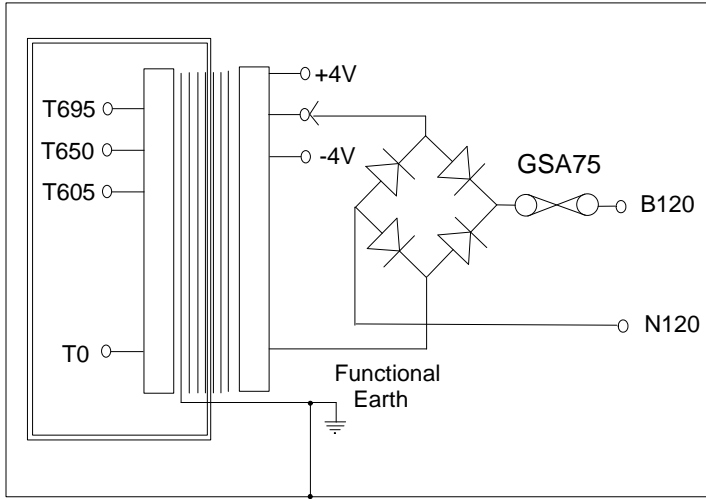 +4V
T695
T650
-4V
T605
GSA75
B120
N120
T0
Functional
Earth